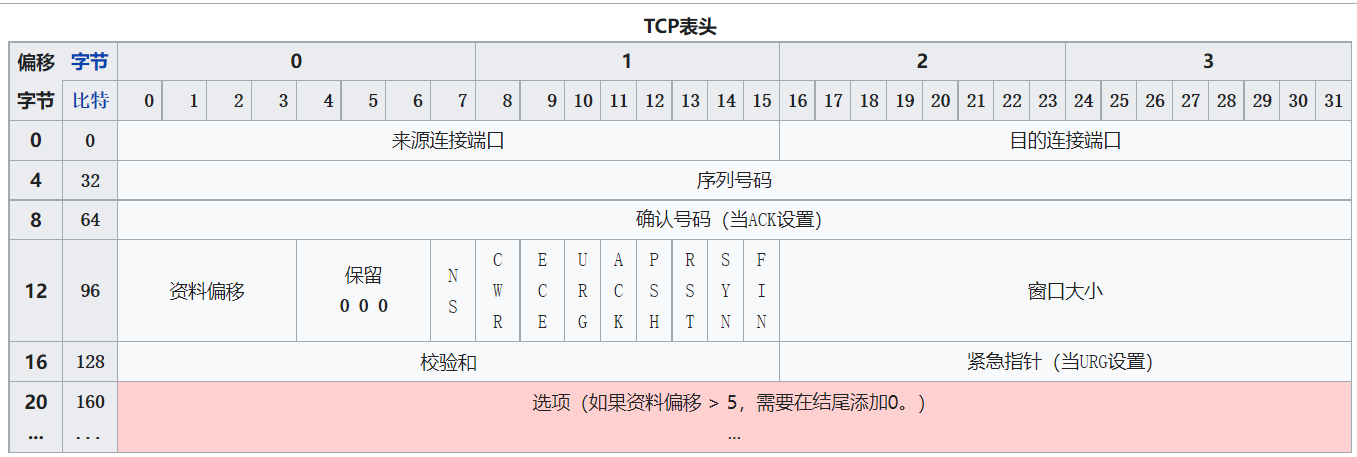 TCP表头
偏移 字节 0 1 2 3
字节 比特 0 1 2 3 4 5 6 7 8 9 10 11 12 13 14 15 16 17 18 19 20 21 22 23 24 25 26 27 28 29 30 31
0 0 来源连接端口 目的连接端口
4 32 序列号码
8 64 确认号码（当ACK设置）
12 96 资料偏移 保留 0 0 0 NS CWR ECE URG ACK PSH RST SYN FIN 窗口大小
16 128 校验和 紧急指针（当URG设置）
20 160 选项（如果资料偏移 > 5，需要在结尾添加0。）
... ... ...